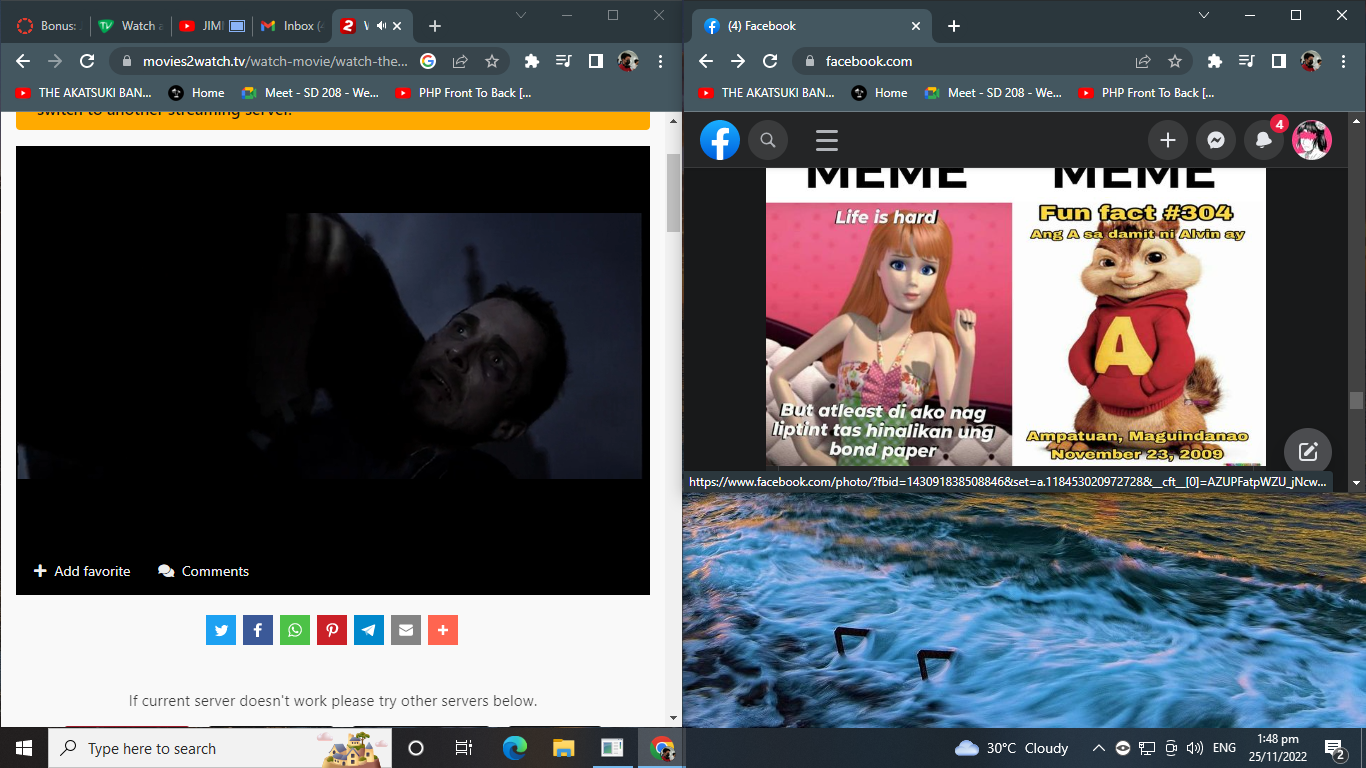 Bonus:
Watch a
JIMI
Inbox (4
W
movies2watch.tv/watch-movie/watch-the...
THE AKATSUKI BAN...
Home
Meet - SD 208 - We...
PHP Front To Back [...
switch to another streaming server.
Add favorite
Comments
If current server doesn't work please try other servers below.
(4) Facebook
facebook.com
THE AKATSUKI BAN...
Home
Meet - SD 208 - We...
PHP Front To Back [...
4
MEME
MEME
Life is hard
But atleast di ako nag
liptint tas hinalikan ung
bond paper
Fun fact #304
Ang A sa damit ni Alvin ay
A
Ampatuan, Maguindanao
November 23, 2009
https://www.facebook.com/photo/?fbid=143091838508846&set=a.118453020972728&__cft__[0]=AZUPFatpWZU_jNcw...
Type here to search
30°C Cloudy
ENG
1:48 pm
25/11/2022
2